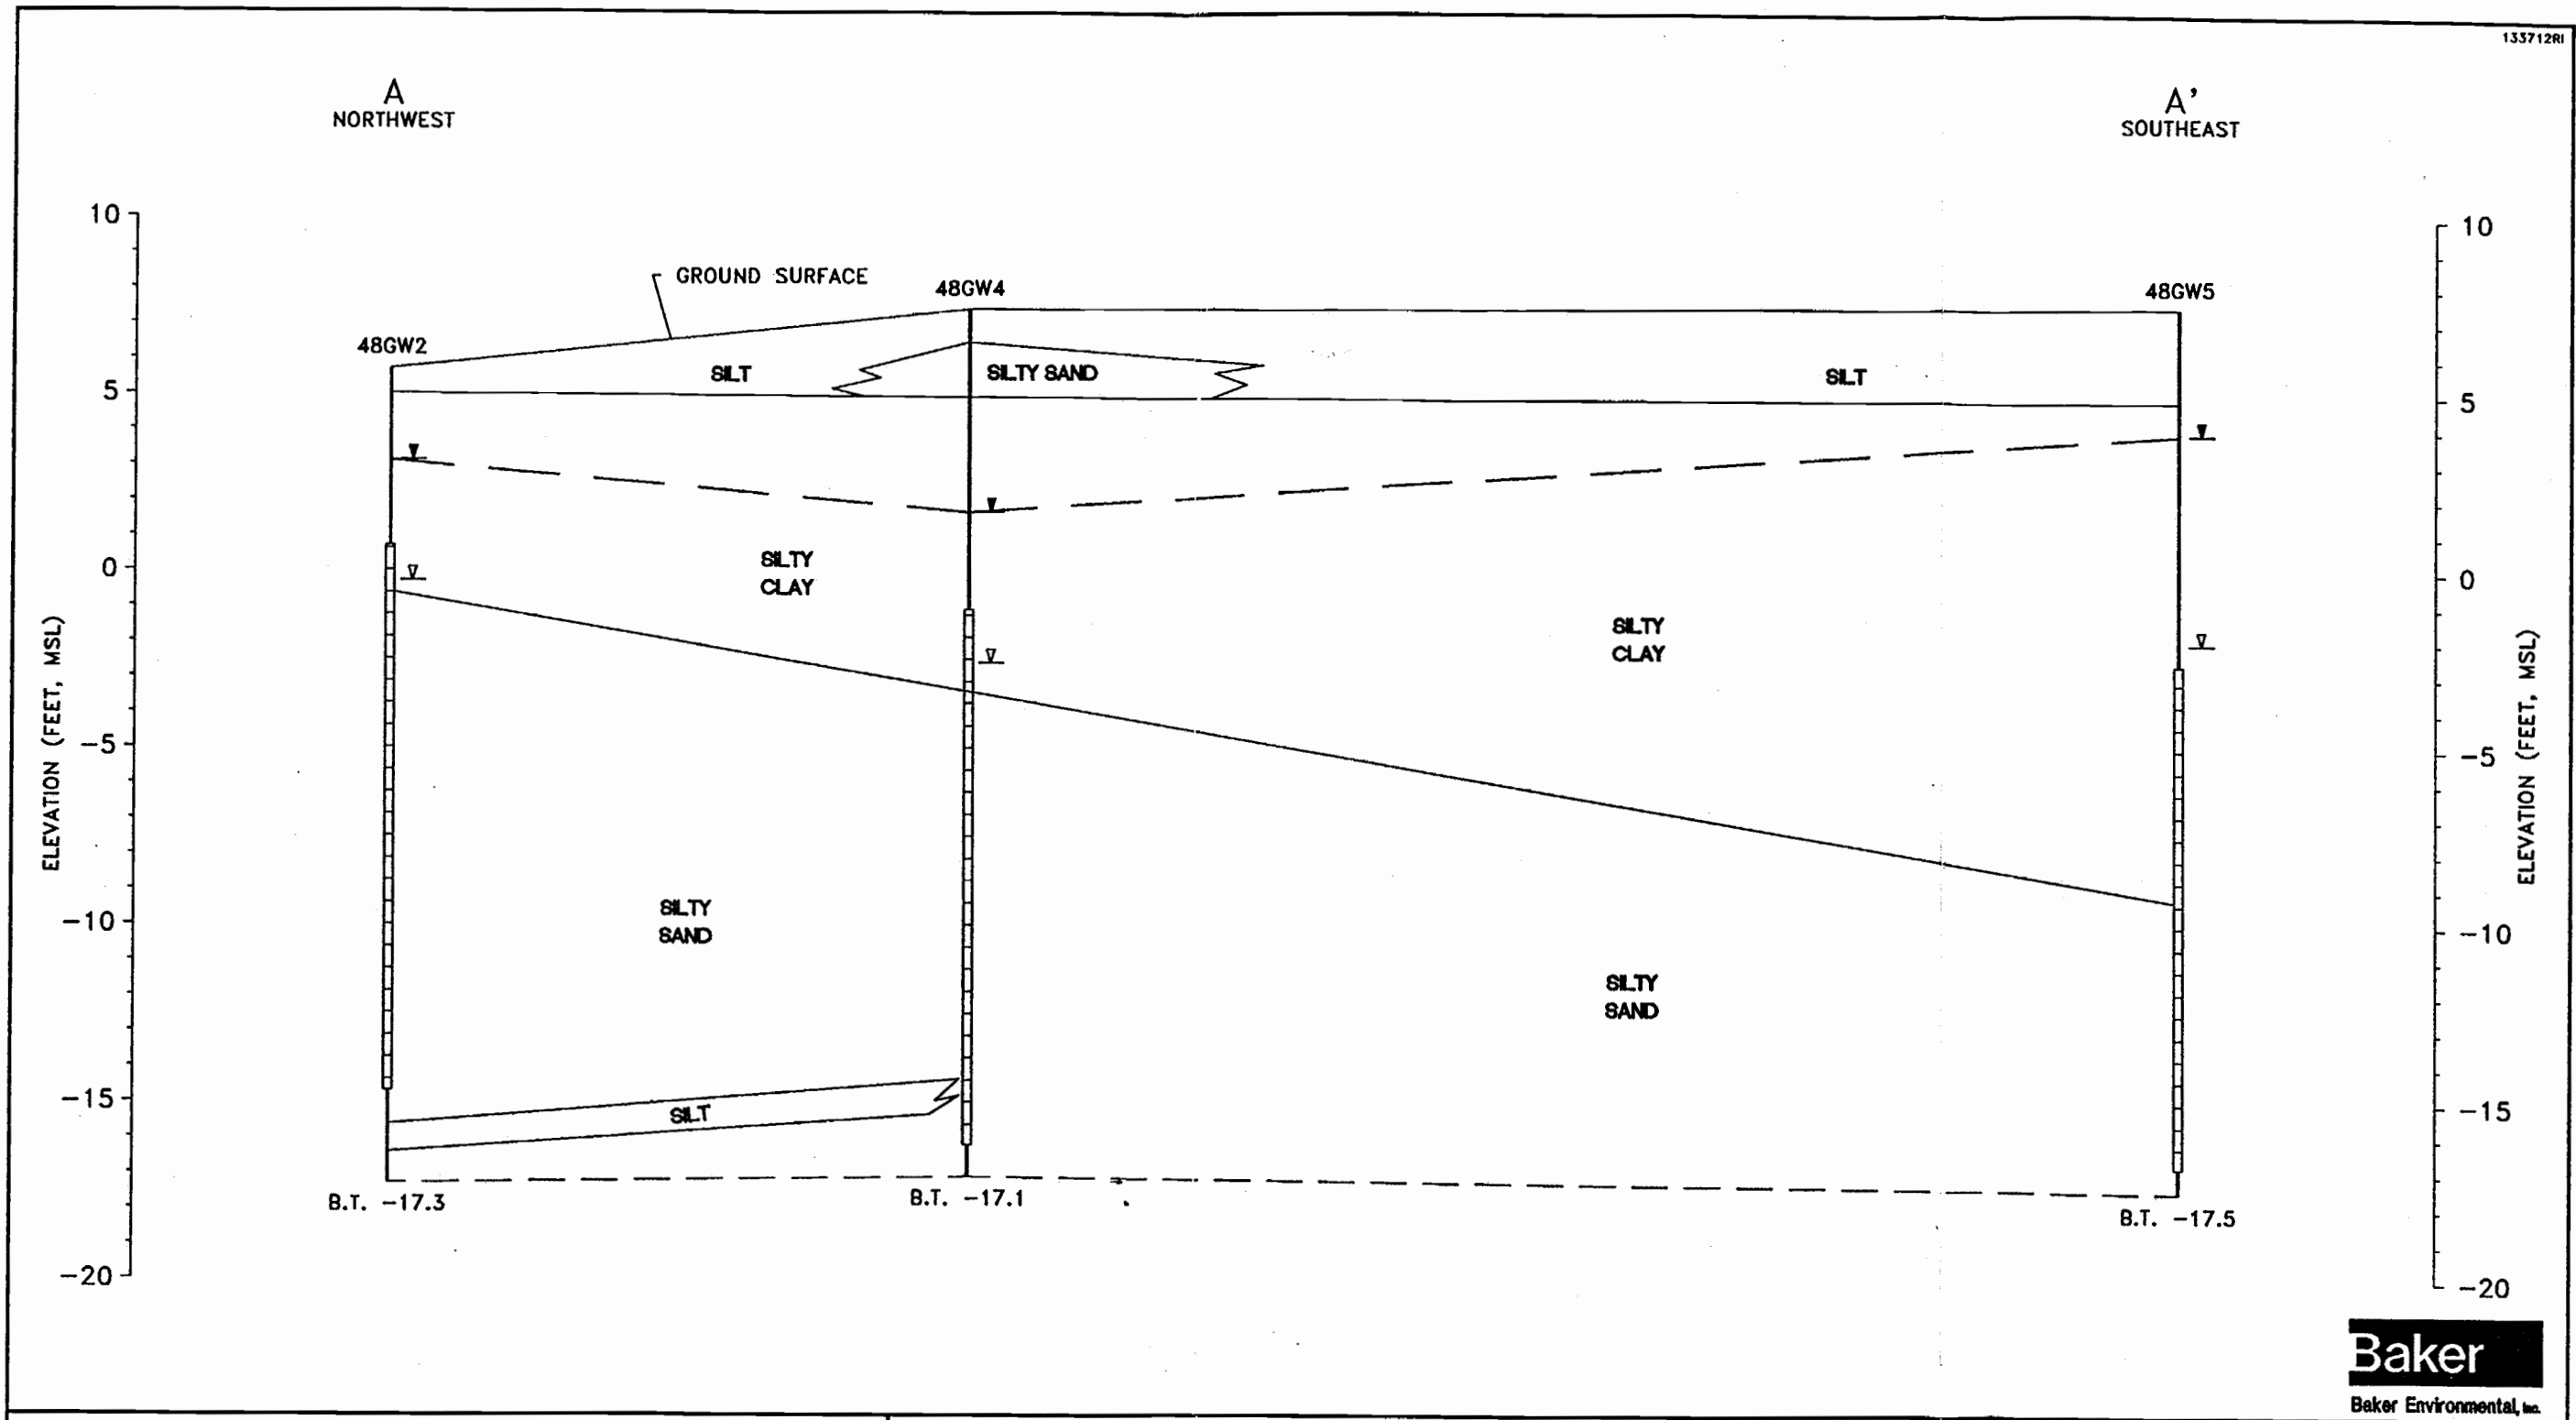 133712RI
A
NORTHWEST
A'
SOUTHEAST
10
10
GROUND SURFACE
48GW4
48GW5
48GW2
SILT
SILTY SAND
SILT
5
5
SILTY
CLAY
0
0
SILTY
CLAY
ELEVATION (FEET, MSL)
ELEVATION (FEET, MSL)
-5
-5
SILTY
SAND
-10
-10
SILTY
SAND
-15
-15
SILT
B.T. -17.3
B.T. -17.1
B.T. -17.5
-20
-20
Baker
Baker Environmental, Inc.